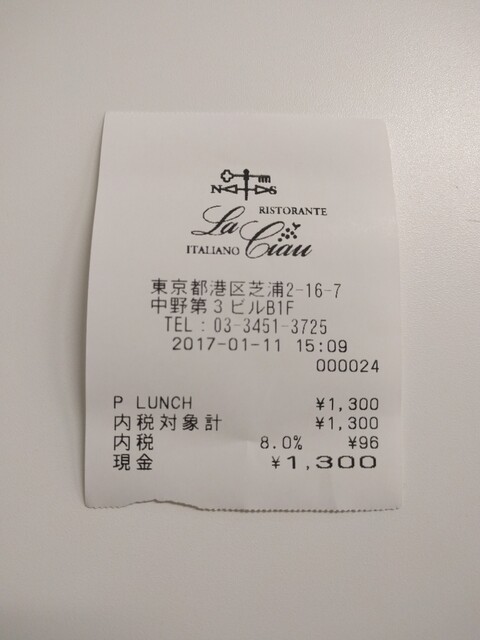 N S
RISTORANTE
La Ciau
ITALIANO
東京都港区芝浦2-16-7
中野第3ビルB1F
TEL : 03-3451-3725
2017-01-11 15:09
000024
P LUNCH ¥1,300
内税対象計 ¥1,300
内税 8.0% ¥96
現金 ¥1,300